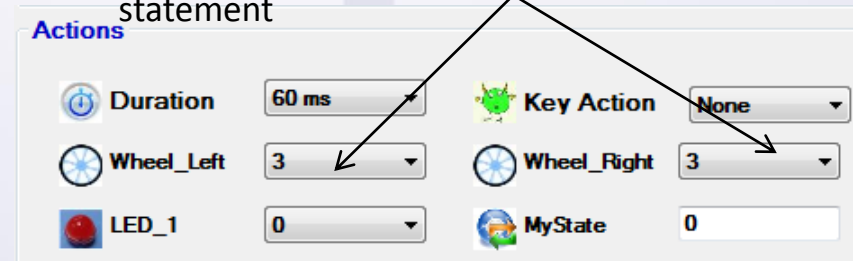 statement
Actions
Duration 60 ms Key Action None
Wheel_Left 3 Wheel_Right 3
LED_1 0 MyState 0